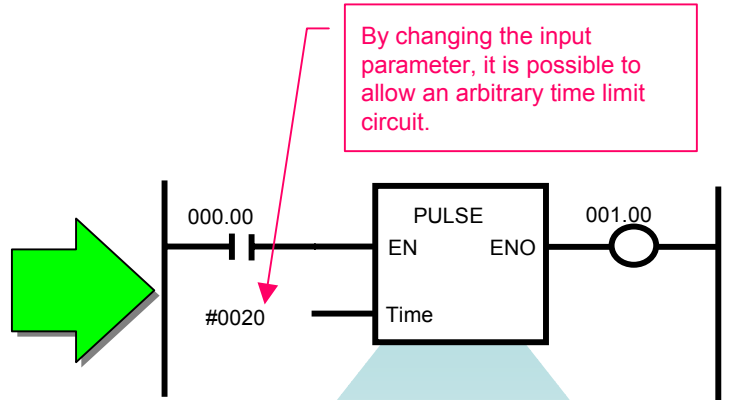 By changing the input
parameter, it is possible to
allow an arbitrary time limit
circuit.
000.00
PULSE
001.00
EN
ENO
#0020
Time